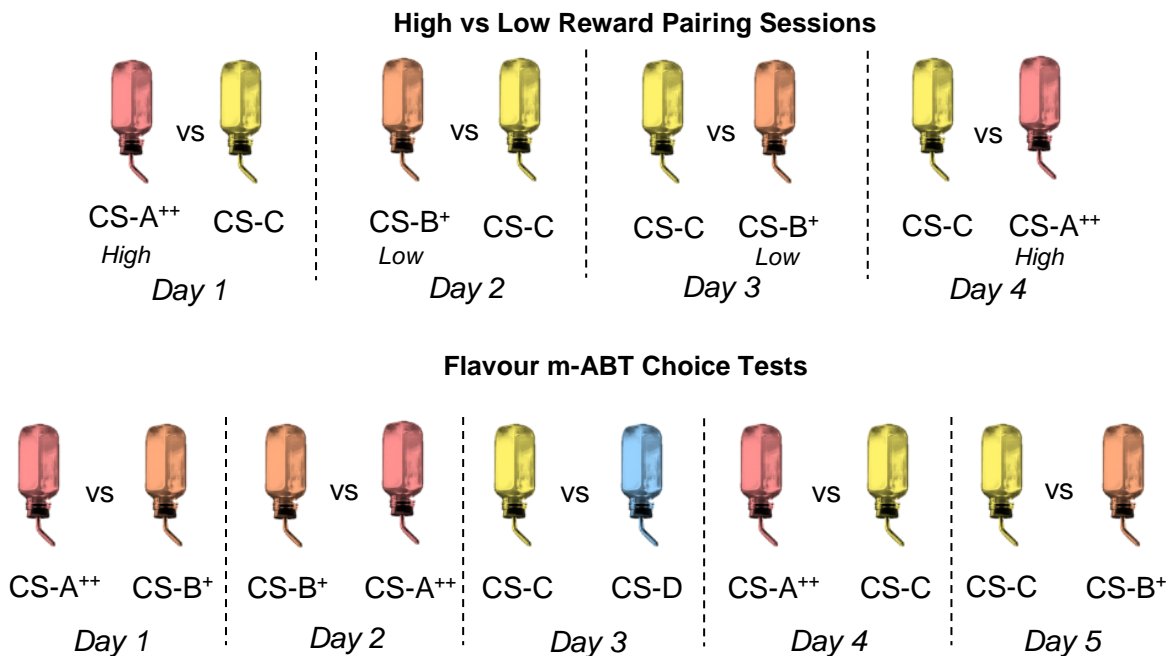 High vs Low Reward Pairing Sessions
vs vs vs vs
CS-A⁺⁺ CS-C CS-B⁺ CS-C CS-C CS-B⁺ CS-C CS-A⁺⁺
High Low Low High
Day 1 Day 2 Day 3 Day 4
Flavour m-ABT Choice Tests
vs vs vs vs vs
CS-A⁺⁺ CS-B⁺ CS-B⁺ CS-A⁺⁺ CS-C CS-D CS-A⁺⁺ CS-C CS-C CS-B⁺
Day 1 Day 2 Day 3 Day 4 Day 5